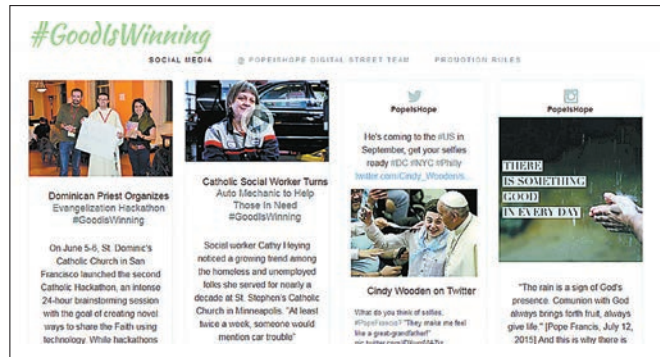 #GoodIsWinning
SOCIAL MEDIA @ POPEISHOPE DIGITAL STREET TEAM PROMOTION RULES
Dominican Priest Organizes
Evangelization Hackathon
#GoodIsWinning
On June 5-6, St. Dominic's
Catholic Church in San
Francisco launched the second
Catholic Hackathon, an intense
24-hour brainstorming session
with the goal of creating novel
ways to share the Faith using
technology. While hackathons
Catholic Social Worker Turns
Auto Mechanic to Help
Those In Need
#GoodIsWinning
Social worker Cathy Heying
noticed a growing trend among
the homeless and unemployed
folks she served for nearly a
decade at St. Stephen's Catholic
Church in Minneapolis. "At least
twice a week, someone would
mention car trouble"
PopeIsHope
He's coming to the #US in
September, get your selfies
ready #DC #NYC #Philly
twitter.com/Cindy_Wooden/s...
Cindy Wooden on Twitter
What do you think of selfies,
#PopeFrancis? "They make me feel
like a great-grandfather!"
PopeIsHope
THERE
IS SOMETHING
GOOD
IN EVERY DAY
"The rain is a sign of God's
presence. Comunion with God
always brings forth fruit, always
give life." [Pope Francis, July 12,
2015] And this is why there is